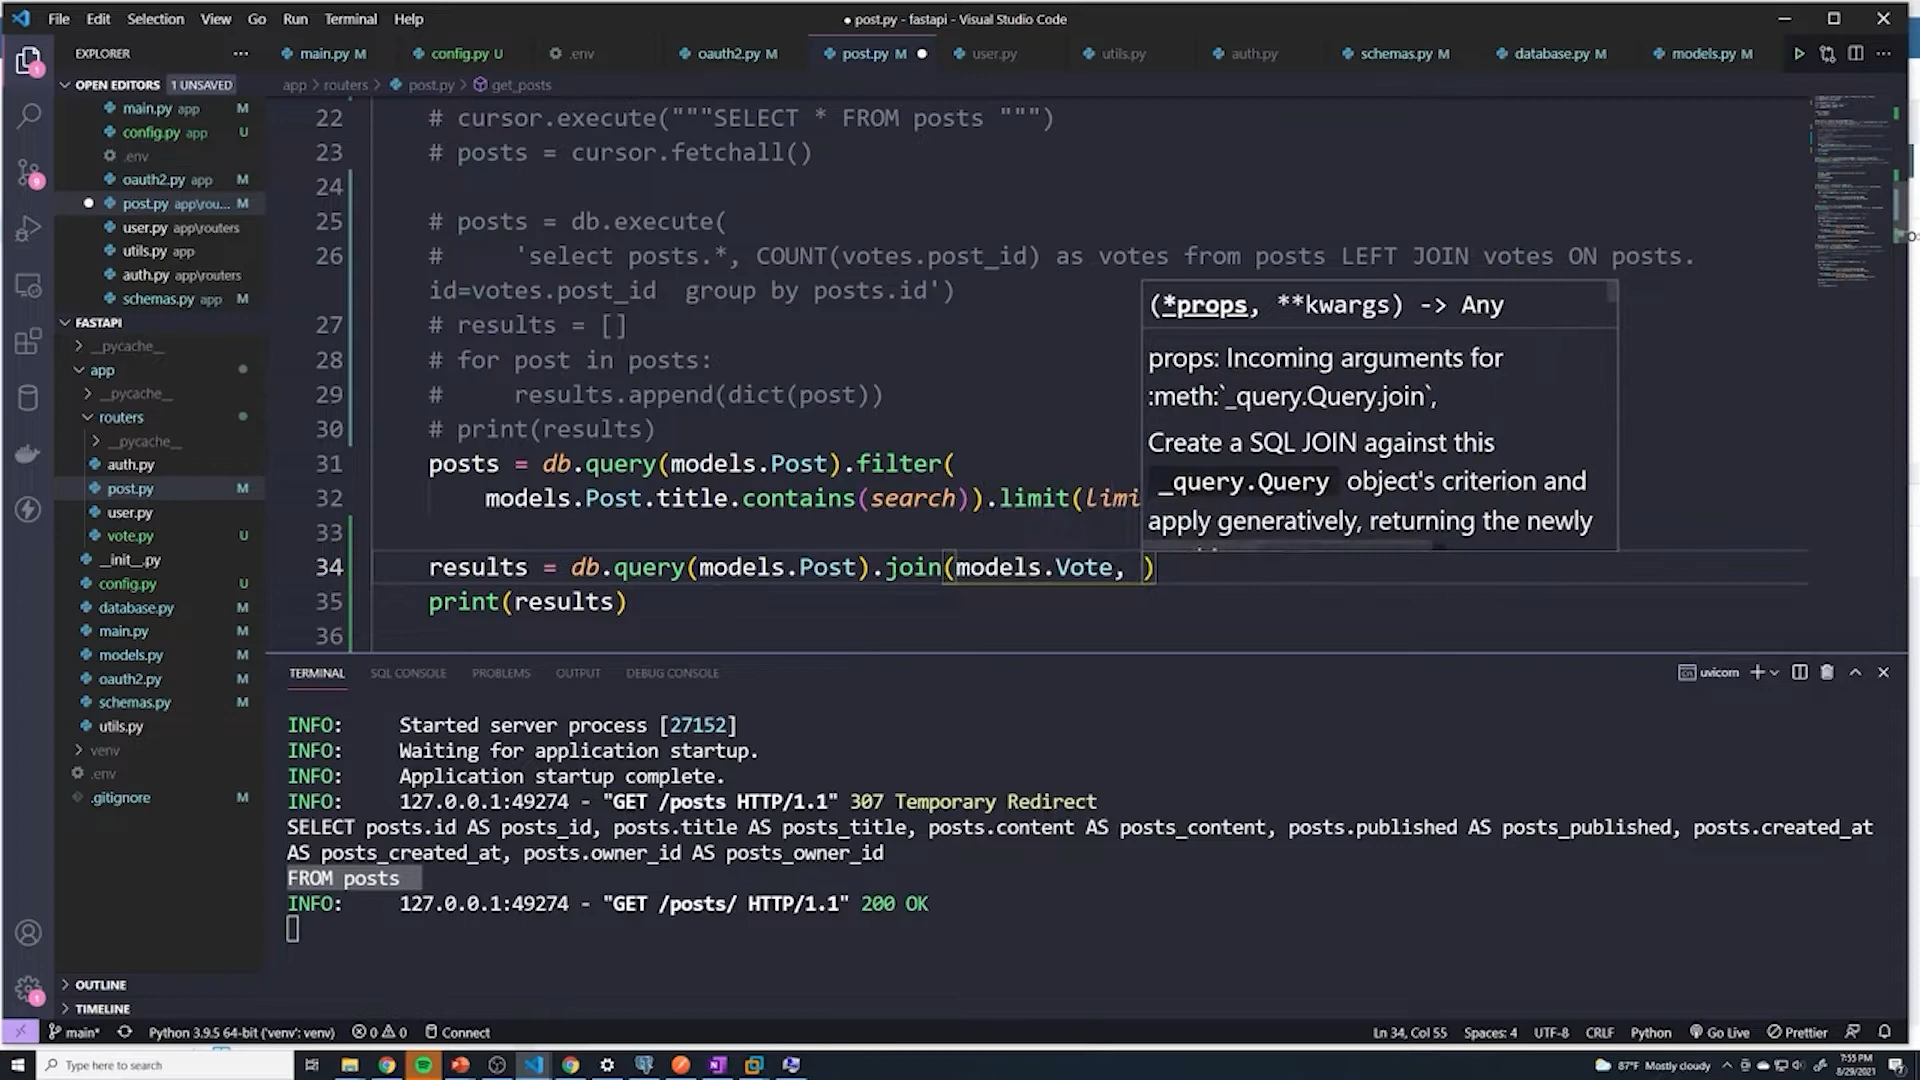 File Edit Selection View Go Run Terminal Help
● post.py - fastapi - Visual Studio Code
EXPLORER
main.py M
config.py U
.env
oauth2.py M
post.py M
user.py
utils.py
auth.py
schemas.py M
database.py M
models.py M
OPEN EDITORS 1 UNSAVED
app > routers > post.py > get_posts
main.py app M
config.py app U
.env
oauth2.py app M
post.py app\rou... M
user.py app\routers
utils.py app
auth.py app\routers
schemas.py app M
FASTAPI
__pycache__
app
__pycache__
routers
__pycache__
auth.py
post.py M
user.py
vote.py U
__init__.py
config.py U
database.py M
main.py M
models.py M
oauth2.py M
schemas.py M
utils.py
venv
.env
.gitignore M
OUTLINE
TIMELINE
22 # cursor.execute("""SELECT * FROM posts """)
23 # posts = cursor.fetchall()
24
25 # posts = db.execute(
26 #     'select posts.*, COUNT(votes.post_id) as votes from posts LEFT JOIN votes ON posts.
id=votes.post_id  group by posts.id')
27 # results = []
28 # for post in posts:
29 #     results.append(dict(post))
30 # print(results)
31 posts = db.query(models.Post).filter(
32     models.Post.title.contains(search)).limit(limi
33
34 results = db.query(models.Post).join(models.Vote, )
35 print(results)
36
(*props, **kwargs) -> Any
props: Incoming arguments for
:meth:`_query.Query.join`,
Create a SQL JOIN against this
_query.Query object's criterion and
apply generatively, returning the newly
TERMINAL SQL CONSOLE PROBLEMS OUTPUT DEBUG CONSOLE
uvicorn
INFO:     Started server process [27152]
INFO:     Waiting for application startup.
INFO:     Application startup complete.
INFO:     127.0.0.1:49274 - "GET /posts HTTP/1.1" 307 Temporary Redirect
SELECT posts.id AS posts_id, posts.title AS posts_title, posts.content AS posts_content, posts.published AS posts_published, posts.created_at
AS posts_created_at, posts.owner_id AS posts_owner_id
FROM posts
INFO:     127.0.0.1:49274 - "GET /posts/ HTTP/1.1" 200 OK
main* Python 3.9.5 64-bit ('venv': venv) 0 0 Connect
Ln 34, Col 55 Spaces: 4 UTF-8 CRLF Python Go Live Prettier
Type here to search
87°F Mostly cloudy
7:55 PM
8/29/2021